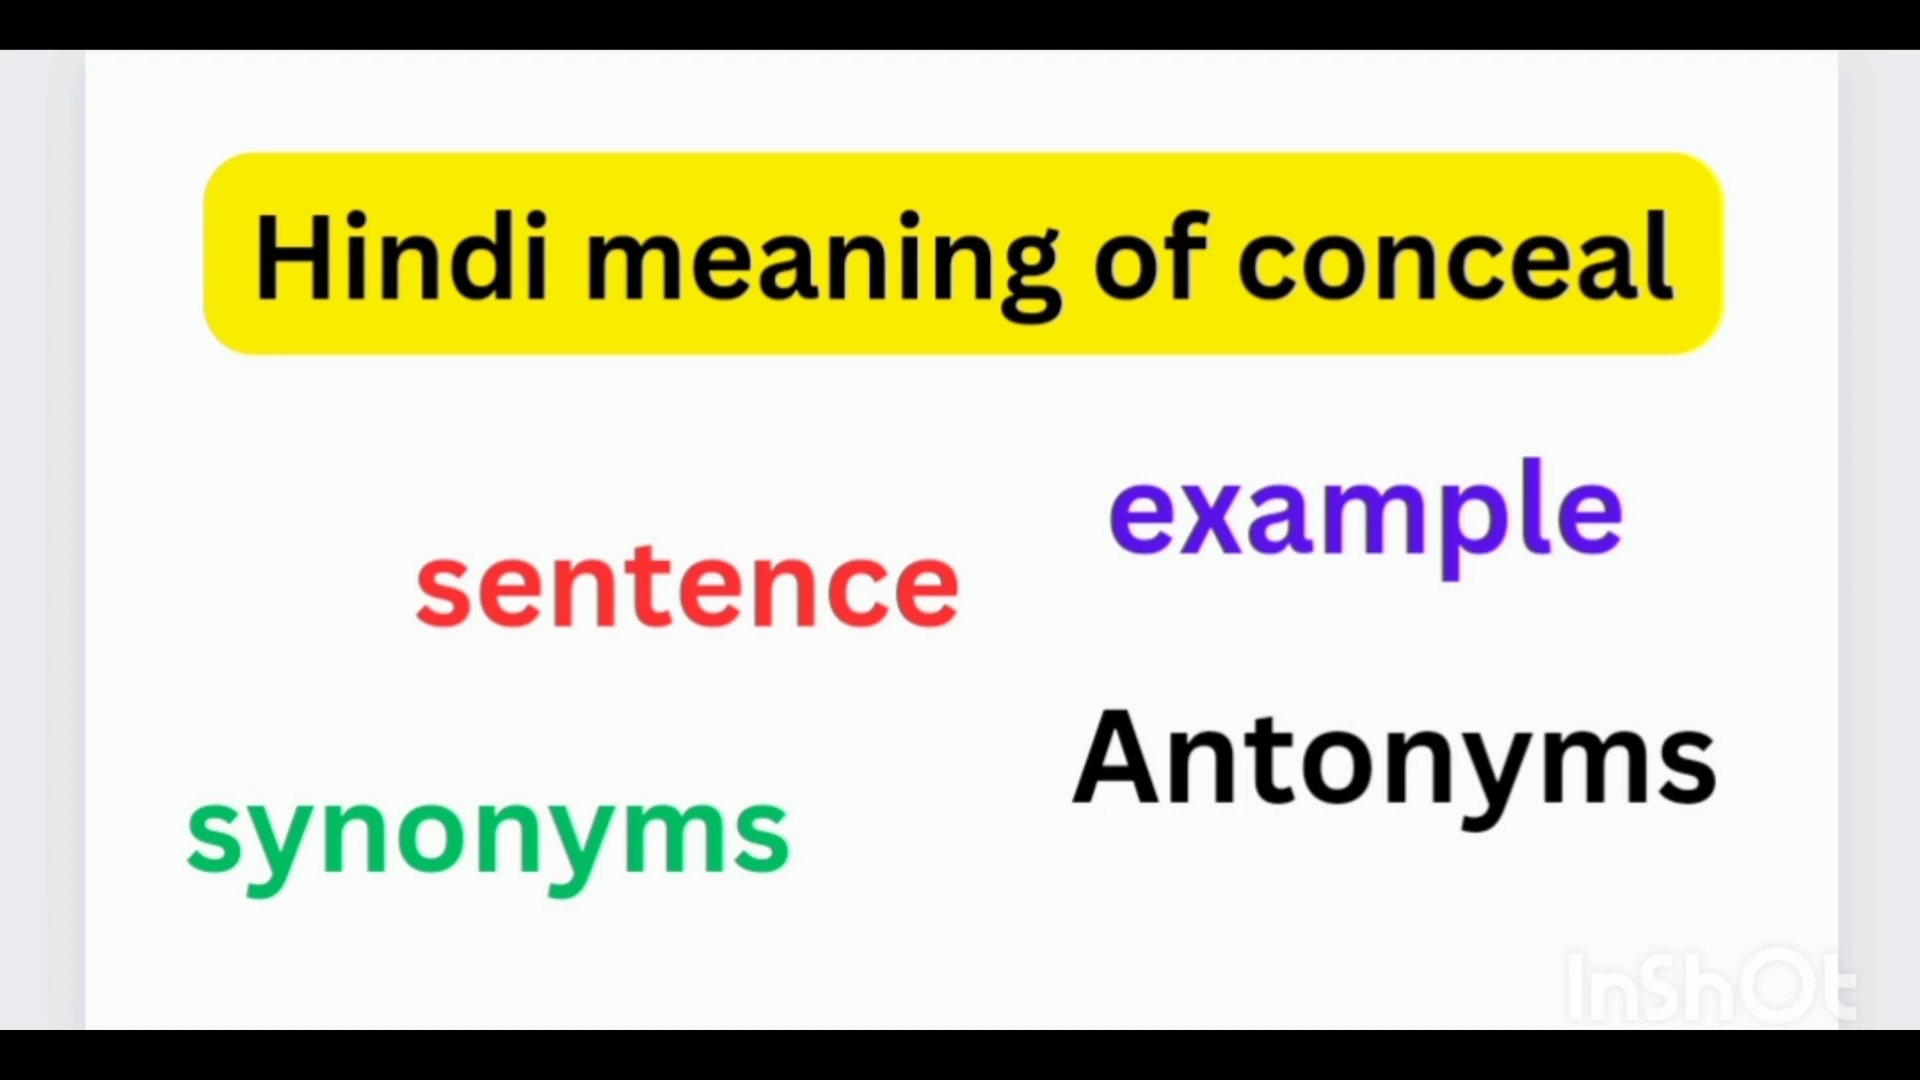 Hindi meaning of conceal
example
sentence
Antonyms
synonyms
InShOt